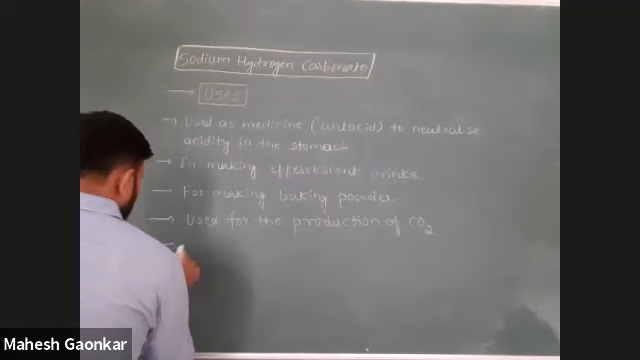 Sodium Hydrogen Carbonate
→ Uses
→ Used as medicine (antacid) to neutralise
acidity in the stomach
→ In making effervescent drinks.
— For making baking powder
→ Used for the production of CO2
Mahesh Gaonkar